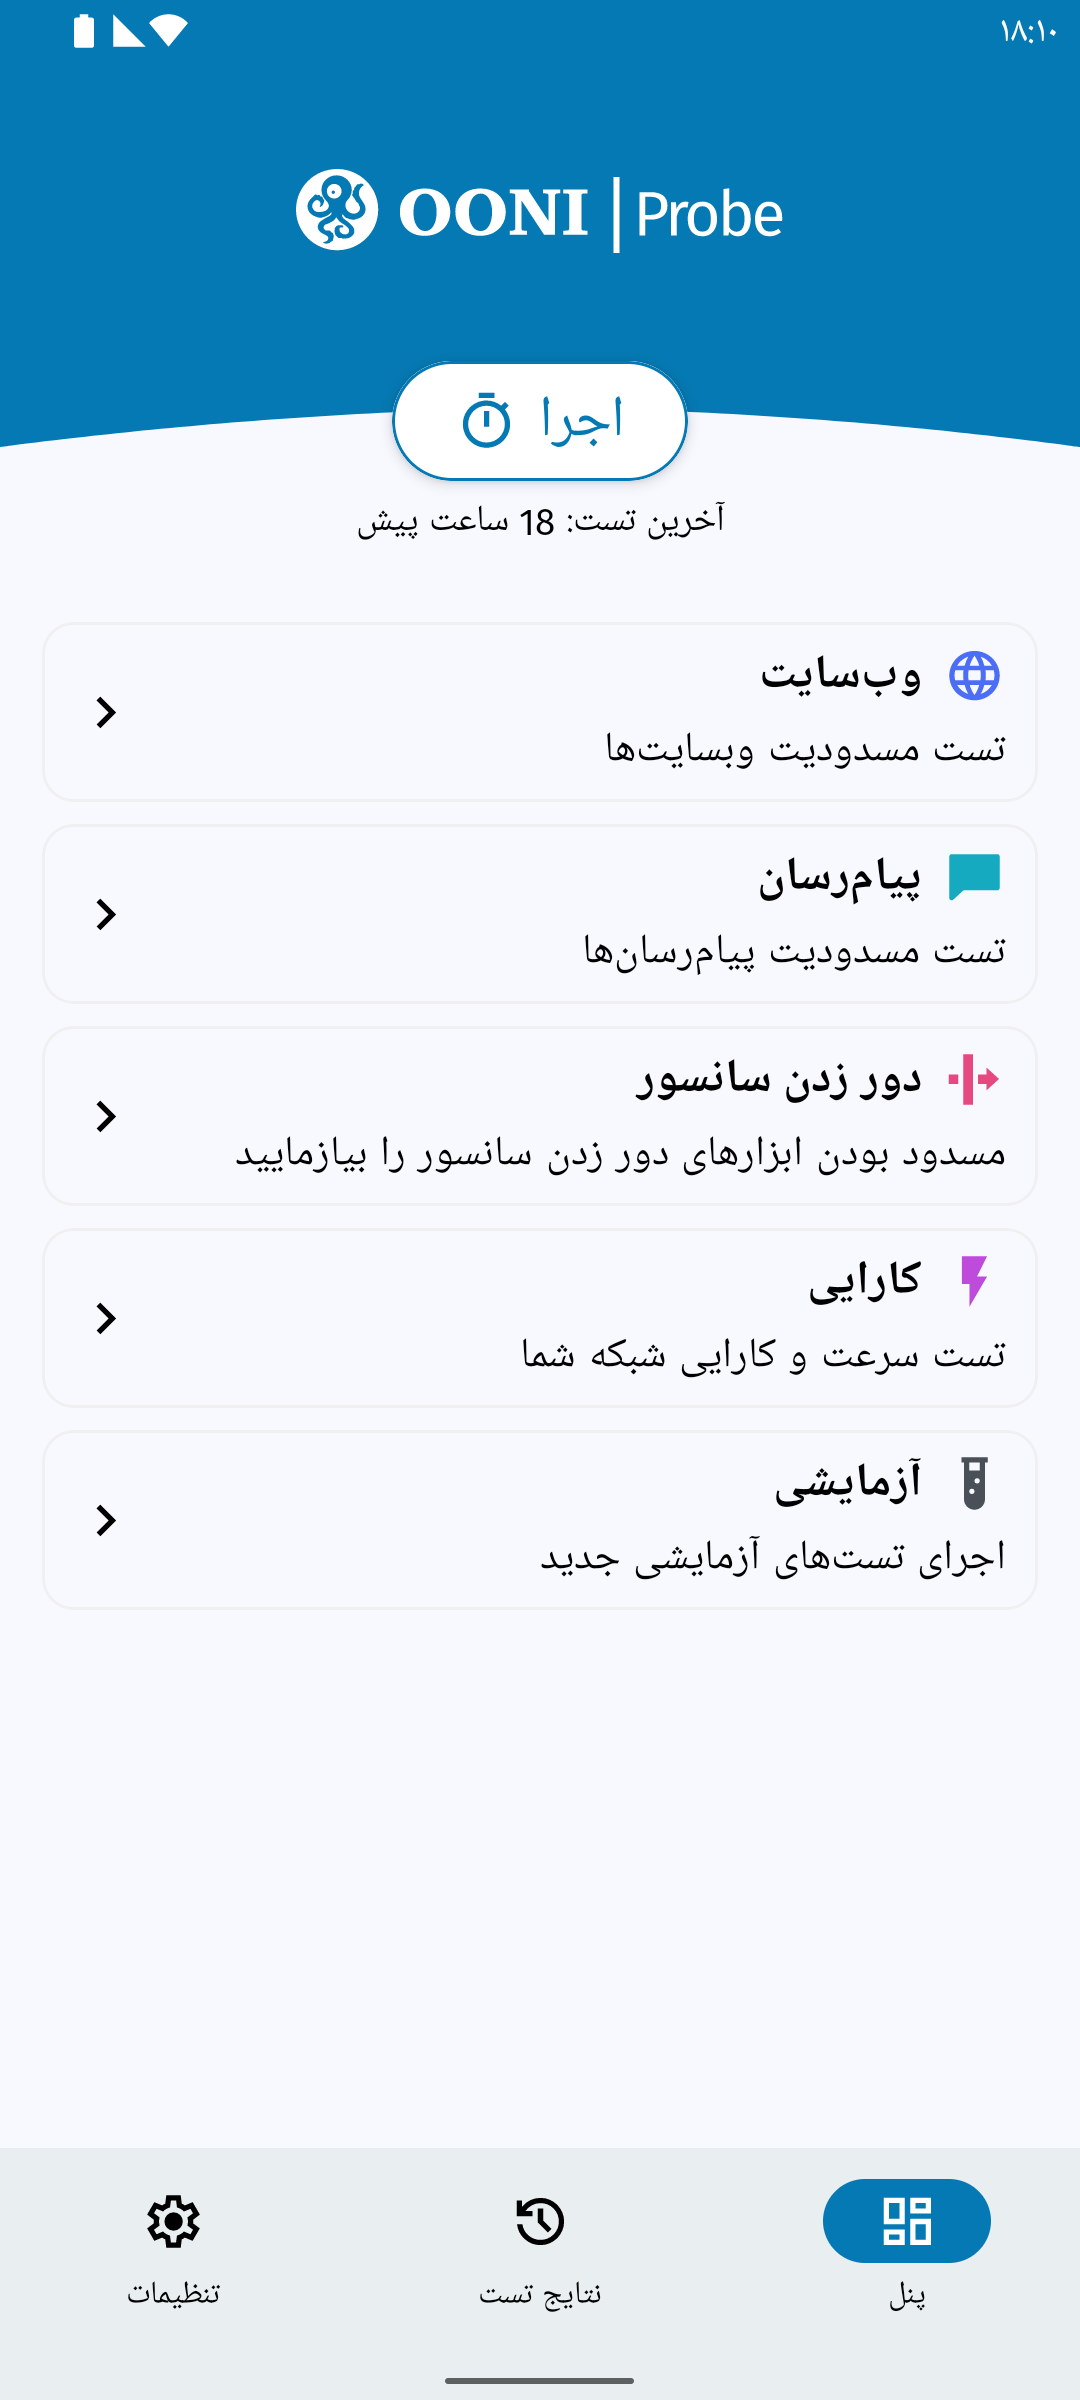 ۱۸:۱۰
OONI | Probe
اجرا
آخرین تست: 18 ساعت پیش
وب‌سایت
تست مسدودیت وبسایت‌ها
پیام‌رسان
تست مسدودیت پیام‌رسان‌ها
دور زدن سانسور
مسدود بودن ابزارهای دور زدن سانسور را بیازمایید
کارایی
تست سرعت و کارایی شبکه شما
آزمایشی
اجرای تست‌های آزمایشی جدید
پنل
نتایج تست
تنظیمات